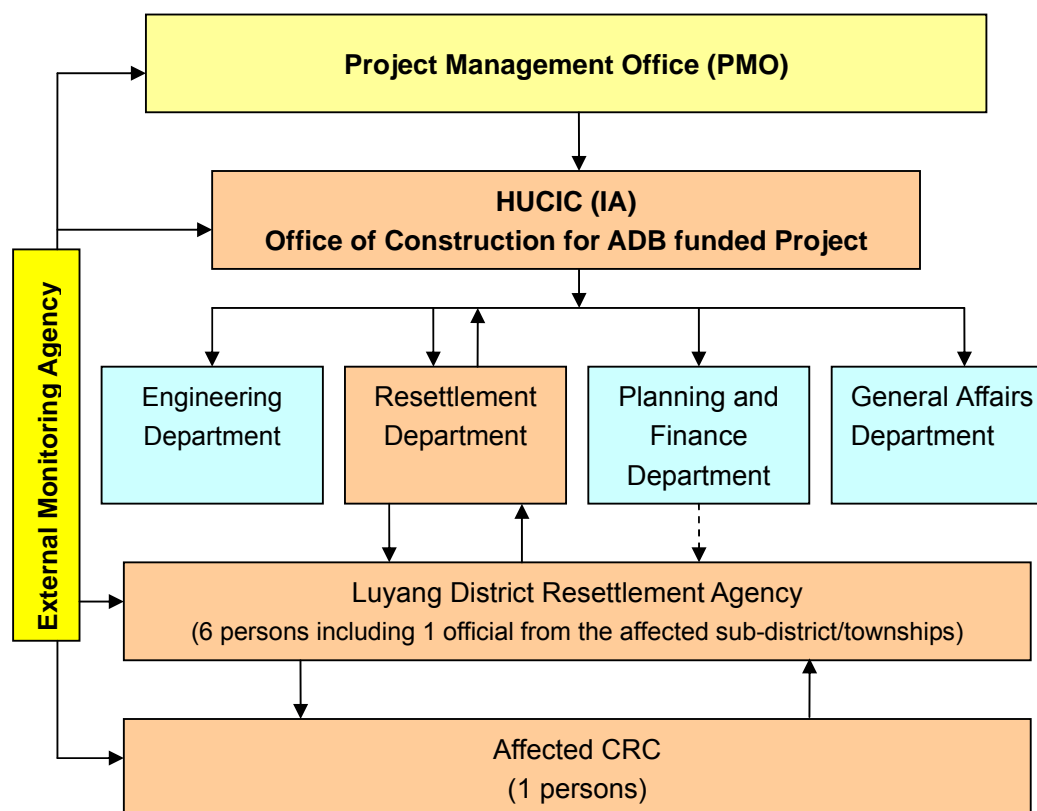 Project Management Office (PMO)
HUCIC (IA)
Office of Construction for ADB funded Project
External Monitoring Agency
Engineering
Department
Resettlement
Department
Planning and
Finance
Department
General Affairs
Department
Luyang District Resettlement Agency
(6 persons including 1 official from the affected sub-district/townships)
Affected CRC
(1 persons)